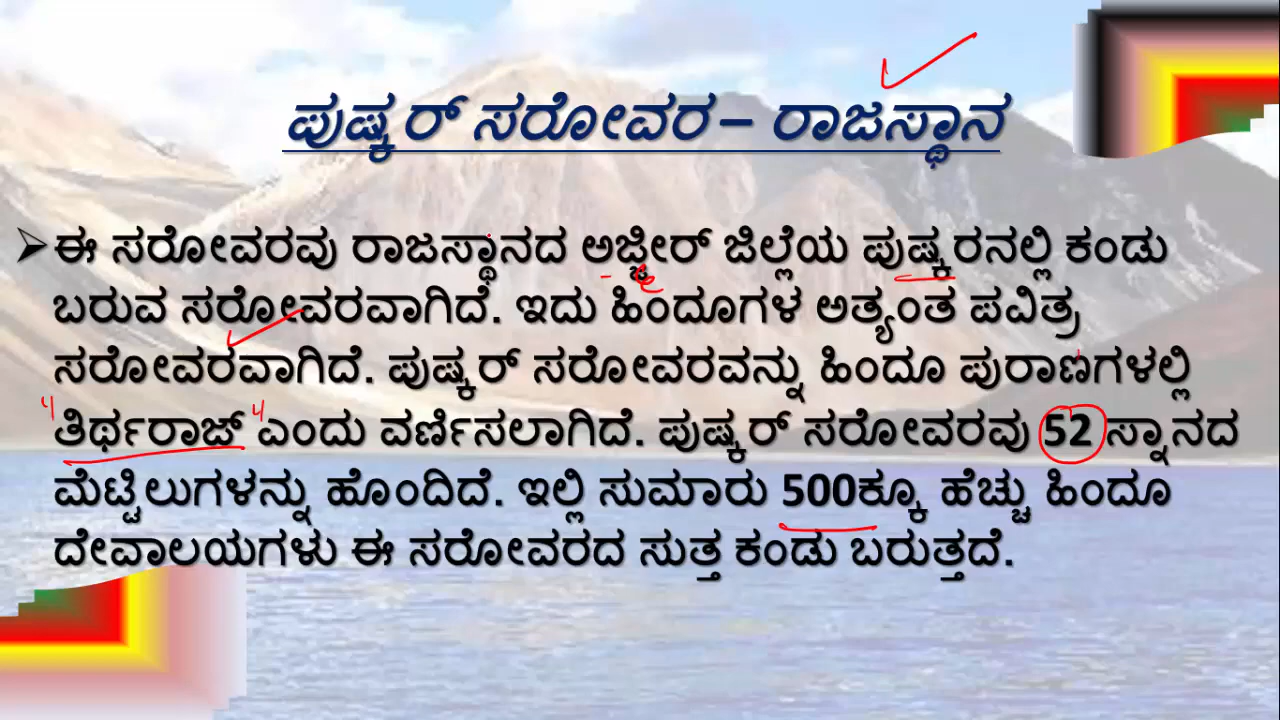 ಪುಷ್ಕರ್ ಸರೋವರ – ರಾಜಸ್ಥಾನ
ಈ ಸರೋವರವು ರಾಜಸ್ಥಾನದ ಅಜ್ಜೀರ್ ಜಿಲ್ಲೆಯ ಪುಷ್ಕರನಲ್ಲಿ ಕಂಡು
ಬರುವ ಸರೋವರವಾಗಿದೆ. ಇದು ಹಿಂದೂಗಳ ಅತ್ಯಂತ ಪವಿತ್ರ
ಸರೋವರವಾಗಿದೆ. ಪುಷ್ಕರ್ ಸರೋವರವನ್ನು ಹಿಂದೂ ಪುರಾಣಗಳಲ್ಲಿ
ತಿರ್ಥರಾಜ್ ಎಂದು ವರ್ಣಿಸಲಾಗಿದೆ. ಪುಷ್ಕರ್ ಸರೋವರವು 52 ಸ್ನಾನದ
ಮೆಟ್ಟಿಲುಗಳನ್ನು ಹೊಂದಿದೆ. ಇಲ್ಲಿ ಸುಮಾರು 500ಕ್ಕೂ ಹೆಚ್ಚು ಹಿಂದೂ
ದೇವಾಲಯಗಳು ಈ ಸರೋವರದ ಸುತ್ತ ಕಂಡು ಬರುತ್ತದೆ.